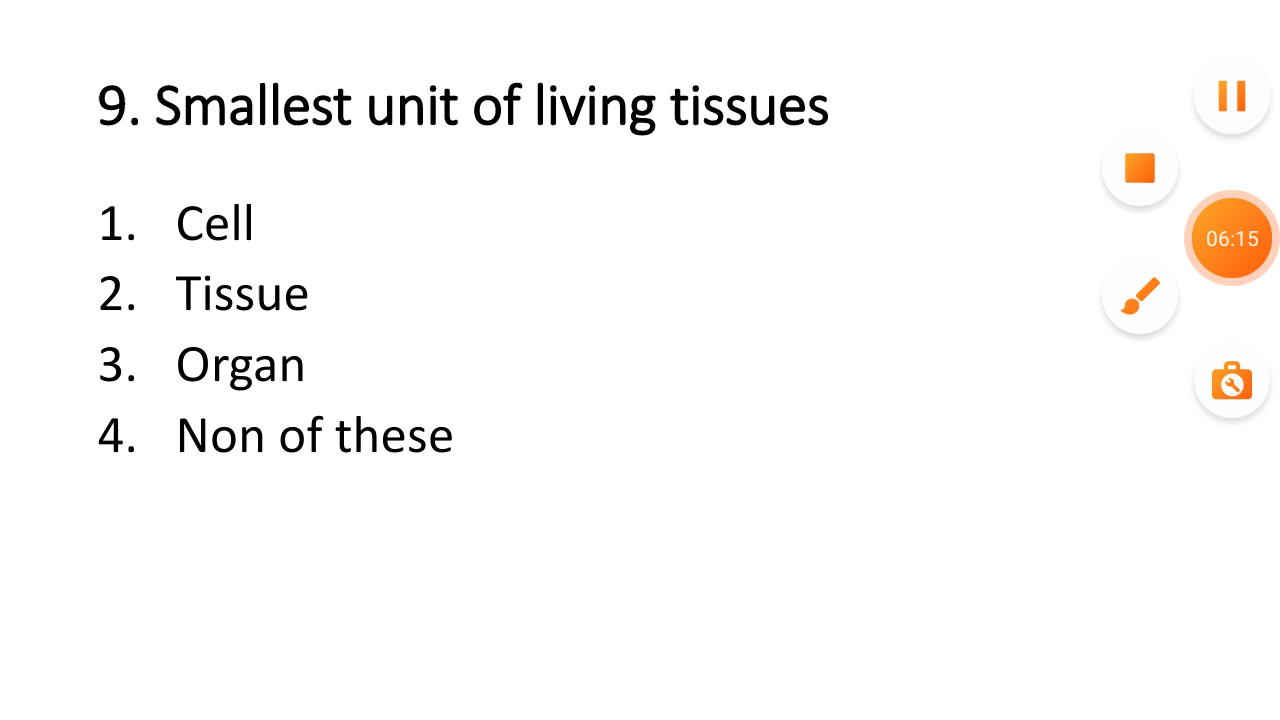 9. Smallest unit of living tissues
1. Cell
2. Tissue
3. Organ
4. Non of these
06:15